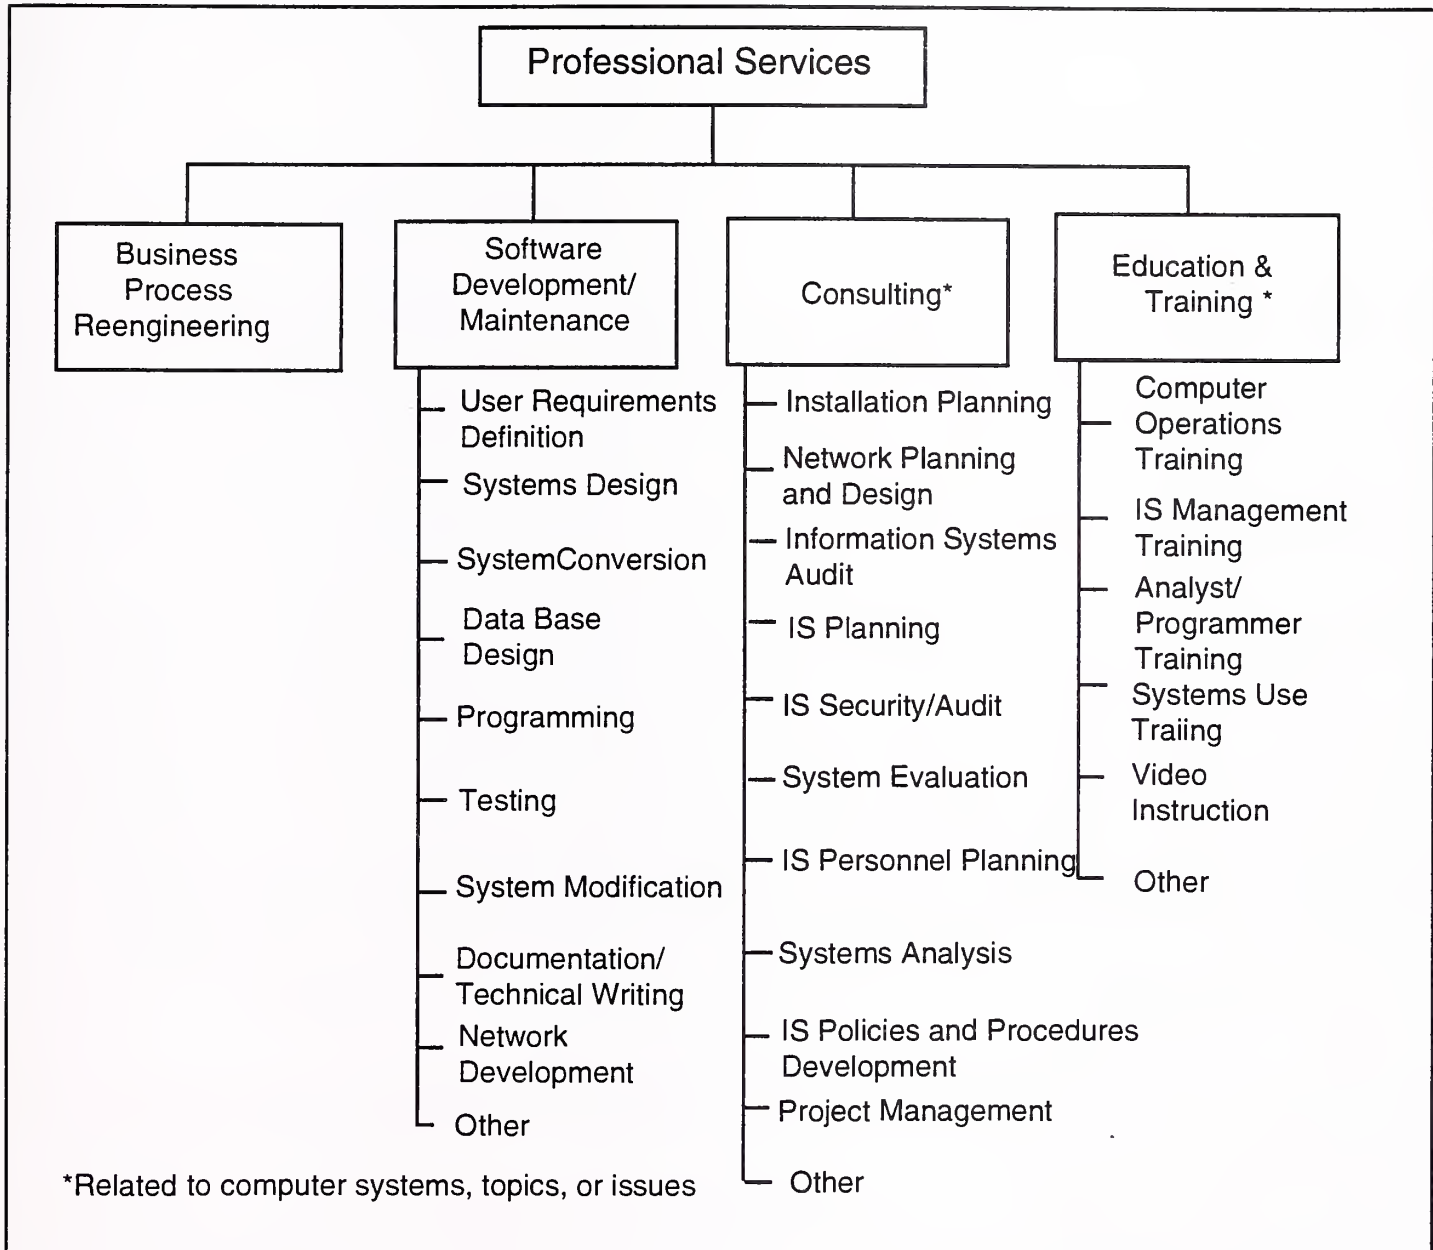 Professional Services
Business
Process
Reengineering
Software
Development/
Maintenance
Consulting*
Education &
Training *
User Requirements
Definition
Systems Design
SystemConversion
Data Base
Design
Programming
Testing
System Modification
Documentation/
Technical Writing
Network
Development
Other
Installation Planning
Network Planning
and Design
Information Systems
Audit
IS Planning
IS Security/Audit
System Evaluation
IS Personnel Planning
Systems Analysis
IS Policies and Procedures
Development
Project Management
Other
Computer
Operations
Training
IS Management
Training
Analyst/
Programmer
Training
Systems Use
Traiing
Video
Instruction
Other
*Related to computer systems, topics, or issues